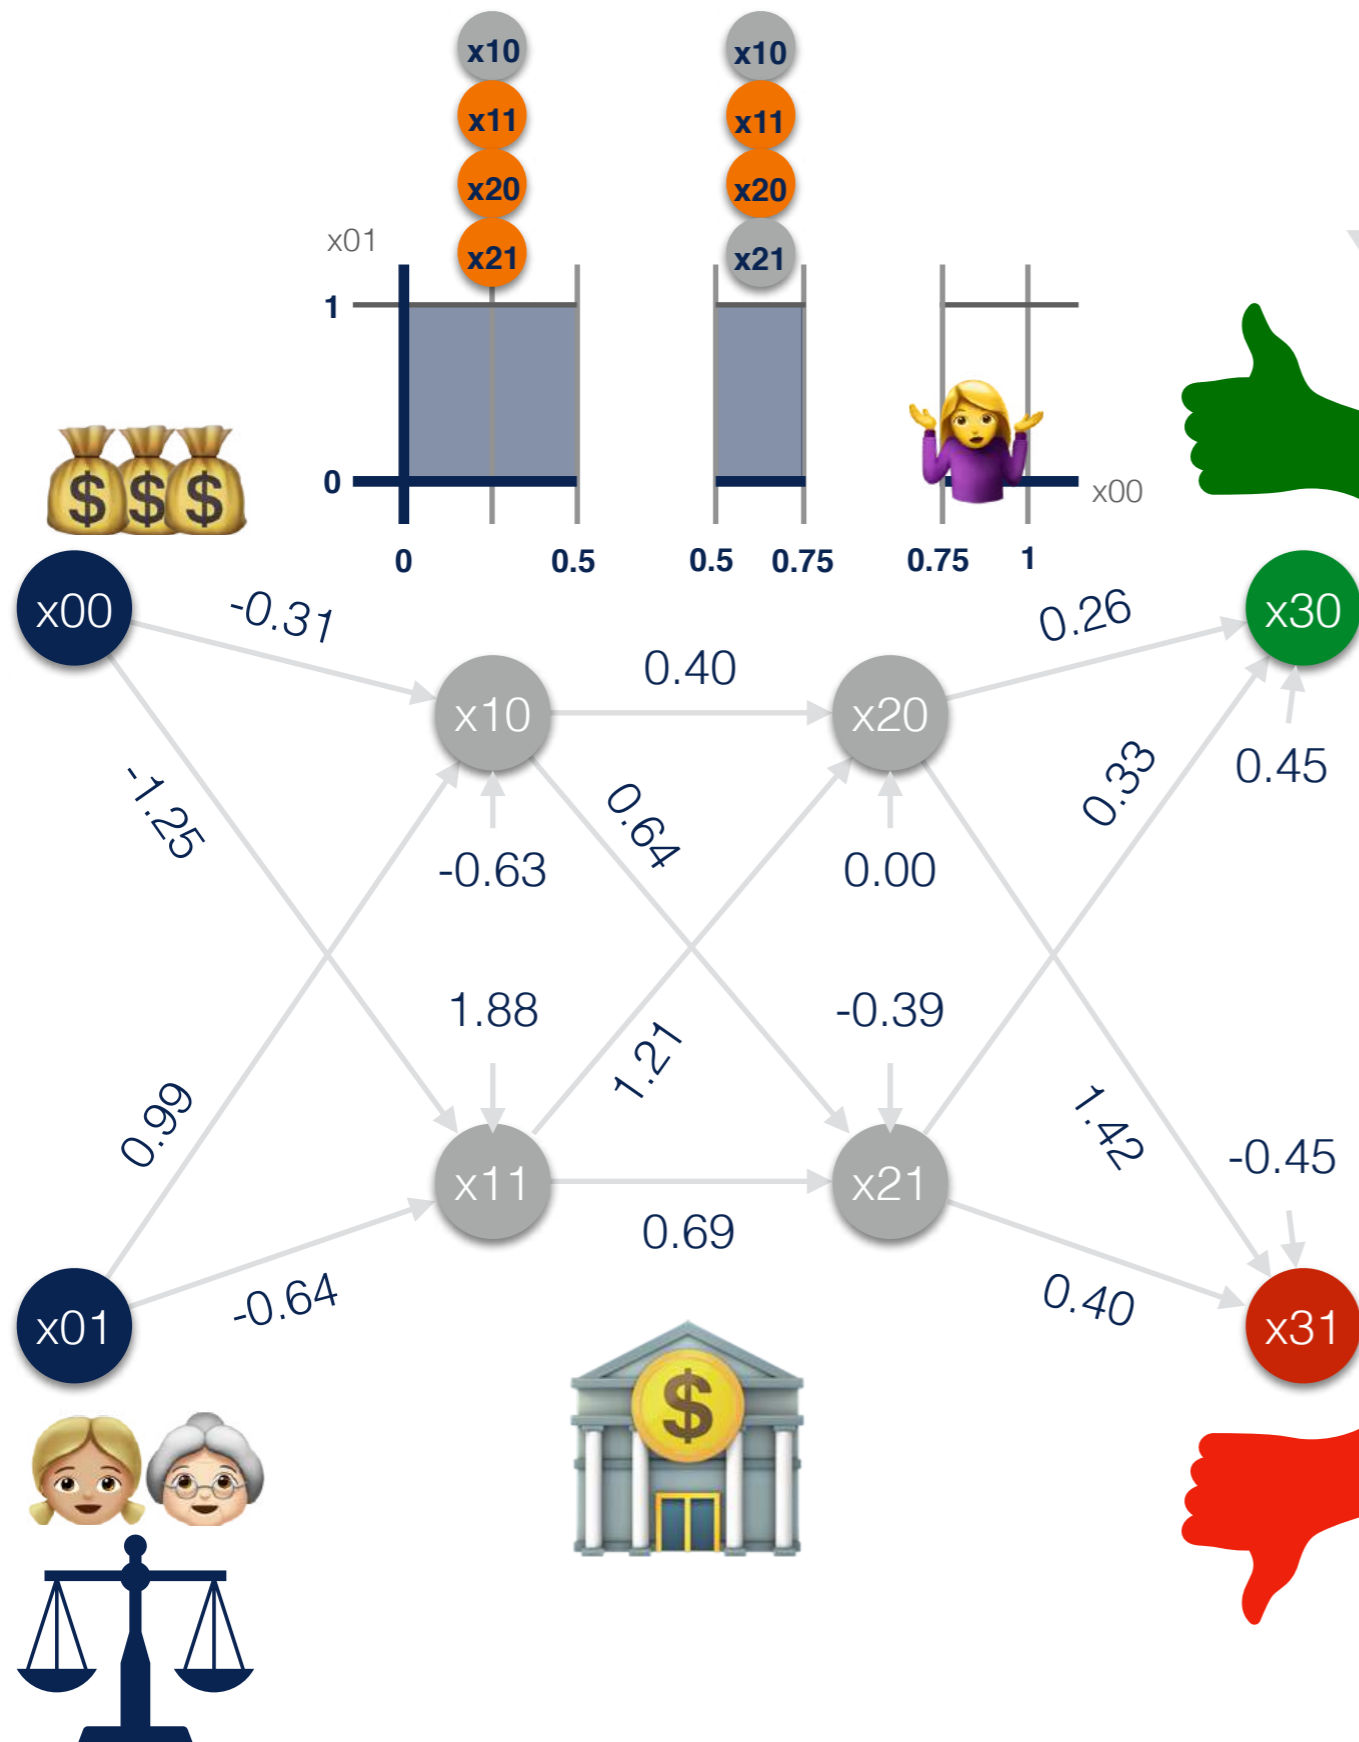 x10 x10
x11 x11
x20 x20
x01 x21 x21
1
$ $ $
0 x00
0 0.5 0.5 0.75 0.75 1
x00 -0.31 0.26 x30
0.40
x10 x20
-1.25 0.64 0.33 0.45
-0.63 0.00
1.88 -0.39
0.99 1.21 1.42
x11 x21 -0.45
0.69
-0.64 0.40
x01 x31
$